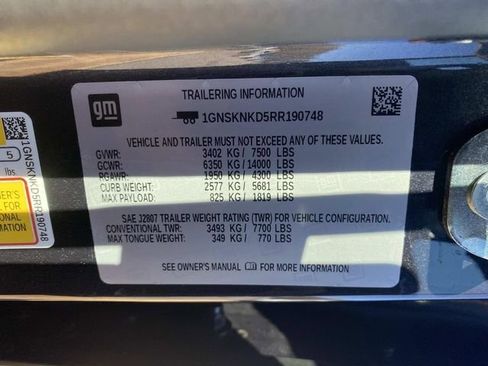 gm
TRAILERING INFORMATION
1GNSKNKD5RR190748
VEHICLE AND TRAILER MUST NOT EXCEED ANY OF THESE VALUES.
GVWR: 3402 KG / 7500 LBS
GCWR: 6350 KG / 14000 LBS
RGAWR: 1950 KG / 4300 LBS
CURB WEIGHT: 2577 KG / 5681 LBS
MAX PAYLOAD: 825 KG / 1819 LBS
SAE J2807 TRAILER WEIGHT RATING (TWR) FOR VEHICLE CONFIGURATION.
CONVENTIONAL TWR: 3493 KG / 7700 LBS
MAX TONGUE WEIGHT: 349 KG / 770 LBS
SEE OWNER'S MANUAL FOR MORE INFORMATION.
5
lbs
1GNSKNKD5RR190748